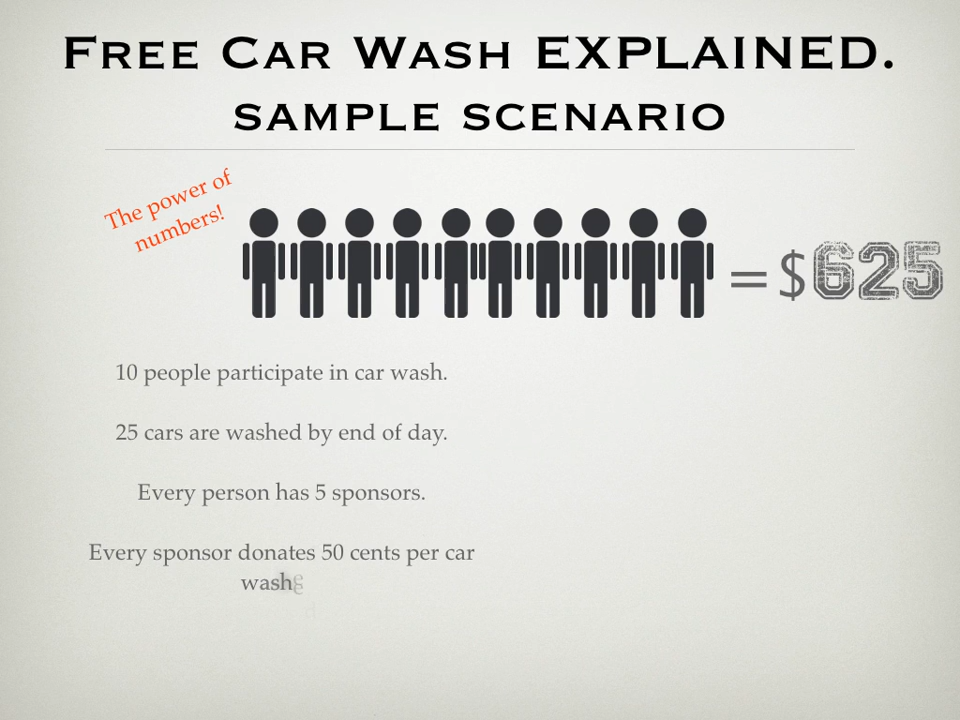 Free Car Wash EXPLAINED.
SAMPLE SCENARIO
The power of
numbers!
=$625
10 people participate in car wash.
25 cars are washed by end of day.
Every person has 5 sponsors.
Every sponsor donates 50 cents per car
wash